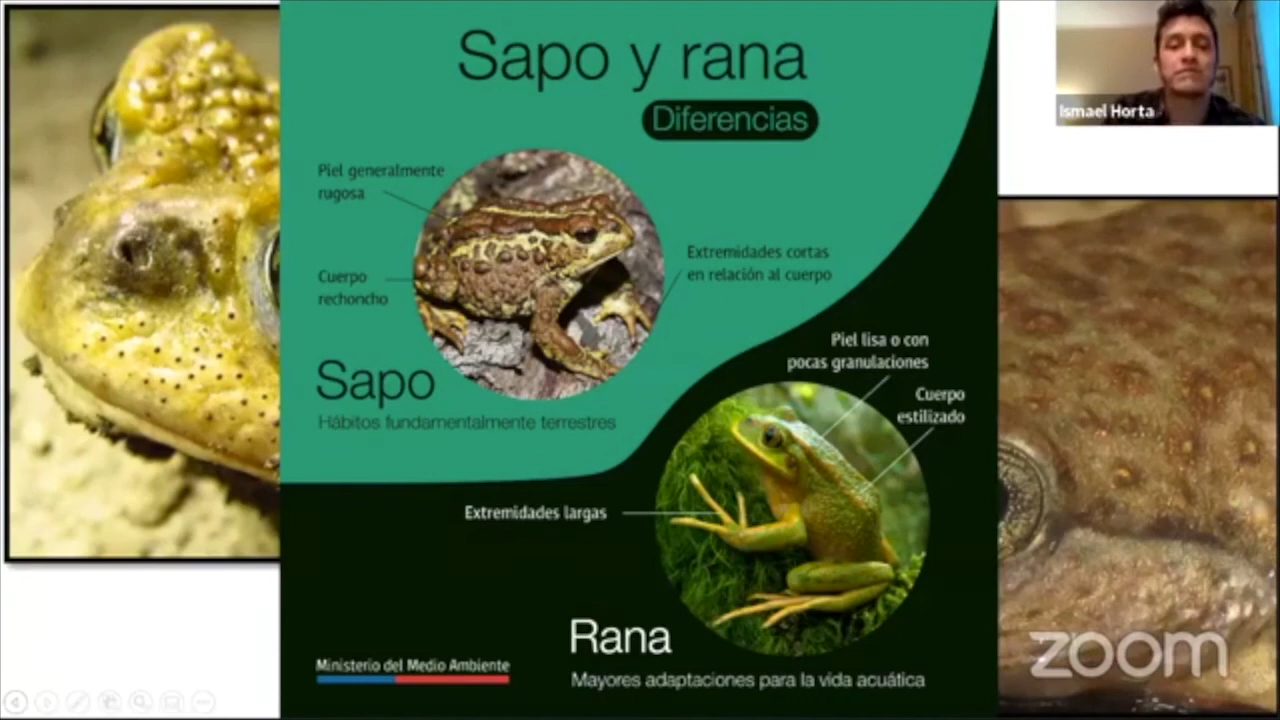 Sapo y rana
Diferencias
Ismael Horta
Piel generalmente
rugosa
Cuerpo
rechoncho
Extremidades cortas
en relación al cuerpo
Sapo
Hábitos fundamentalmente terrestres
Piel lisa o con
pocas granulaciones
Cuerpo
estilizado
Extremidades largas
Rana
Mayores adaptaciones para la vida acuática
Ministerio del Medio Ambiente
zoom